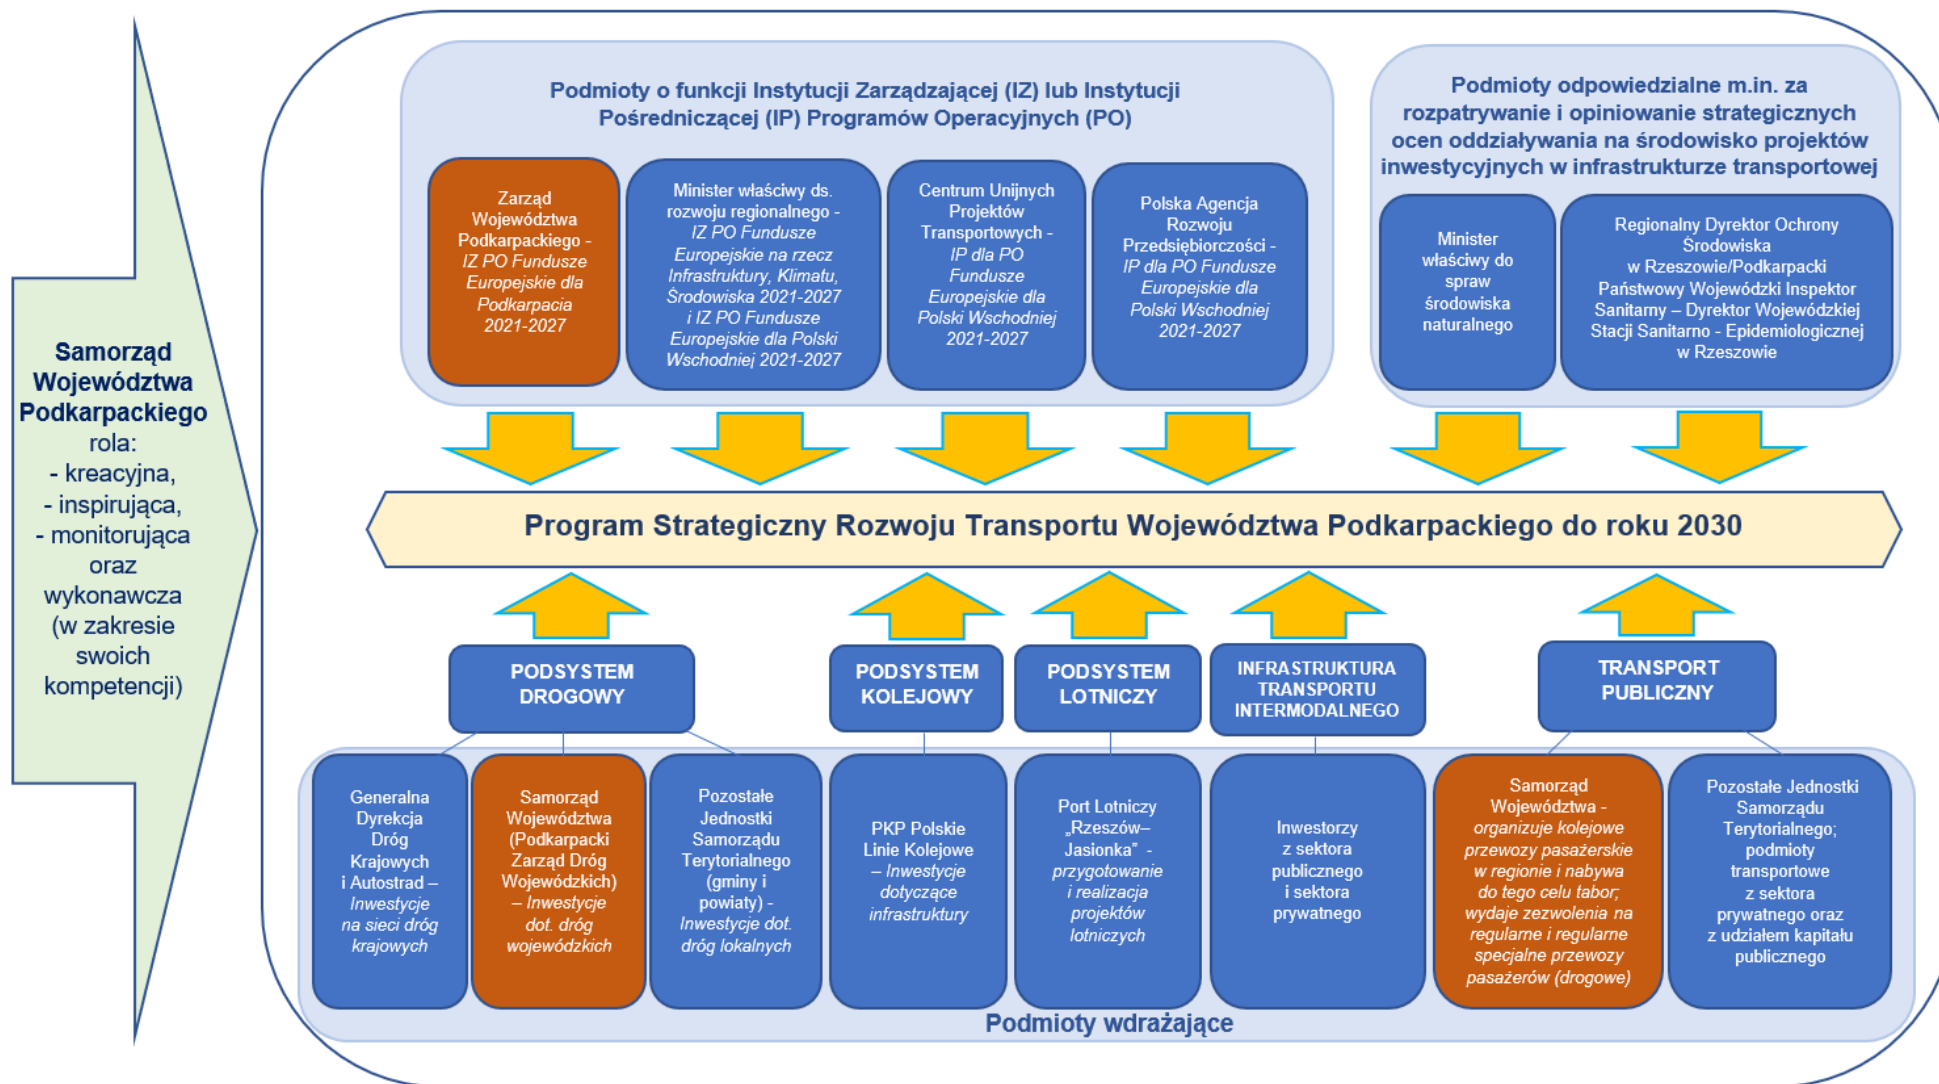 Samorząd
Województwa
Podkarpackiego
rola:
- kreacyjna,
- inspirująca,
- monitorująca
oraz
wykonawcza
(w zakresie
swoich
kompetencji)
Podmioty o funkcji Instytucji Zarządzającej (IZ) lub Instytucji
Pośredniczącej (IP) Programów Operacyjnych (PO)
Zarząd
Województwa
Podkarpackiego -
IZ PO Fundusze
Europejskie dla
Podkarpacia
2021-2027
Minister właściwy ds.
rozwoju regionalnego -
IZ PO Fundusze
Europejskie na rzecz
Infrastruktury, Klimatu,
Środowiska 2021-2027
i IZ PO Fundusze
Europejskie dla Polski
Wschodniej 2021-2027
Centrum Unijnych
Projektów
Transportowych -
IP dla PO
Fundusze
Europejskie dla
Polski Wschodniej
2021-2027
Polska Agencja
Rozwoju
Przedsiębiorczości -
IP dla PO Fundusze
Europejskie dla
Polski Wschodniej
2021-2027
Podmioty odpowiedzialne m.in. za
rozpatrywanie i opiniowanie strategicznych
ocen oddziaływania na środowisko projektów
inwestycyjnych w infrastrukturze transportowej
Minister
właściwy do
spraw
środowiska
naturalnego
Regionalny Dyrektor Ochrony
Środowiska
w Rzeszowie/Podkarpacki
Państwowy Wojewódzki Inspektor
Sanitarny – Dyrektor Wojewódzkiej
Stacji Sanitarno - Epidemiologicznej
w Rzeszowie
Program Strategiczny Rozwoju Transportu Województwa Podkarpackiego do roku 2030
PODSYSTEM
DROGOWY
PODSYSTEM
KOLEJOWY
PODSYSTEM
LOTNICZY
INFRASTRUKTURA
TRANSPORTU
INTERMODALNEGO
TRANSPORT
PUBLICZNY
Generalna
Dyrekcja
Dróg
Krajowych
i Autostrad –
Inwestycje
na sieci dróg
krajowych
Samorząd
Województwa
(Podkarpacki
Zarząd Dróg
Wojewódzkich)
– Inwestycje
dot. dróg
wojewódzkich
Pozostałe
Jednostki
Samorządu
Terytorialnego
(gminy i
powiaty) -
Inwestycje dot.
dróg lokalnych
PKP Polskie
Linie Kolejowe
– Inwestycje
dotyczące
infrastruktury
Port Lotniczy
„Rzeszów–
Jasionka” -
przygotowanie
i realizacja
projektów
lotniczych
Inwestorzy
z sektora
publicznego
i sektora
prywatnego
Samorząd
Województwa -
organizuje kolejowe
przewozy pasażerskie
w regionie i nabywa
do tego celu tabor;
wydaje zezwolenia na
regularne i regularne
specjalne przewozy
pasażerów (drogowe)
Pozostałe Jednostki
Samorządu
Terytorialnego;
podmioty
transportowe
z sektora
prywatnego oraz
z udziałem kapitału
publicznego
Podmioty wdrażające